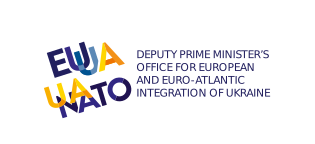 EUUA
UANATO
DEPUTY PRIME MINISTER'S
OFFICE FOR EUROPEAN
AND EURO-ATLANTIC
INTEGRATION OF UKRAINE